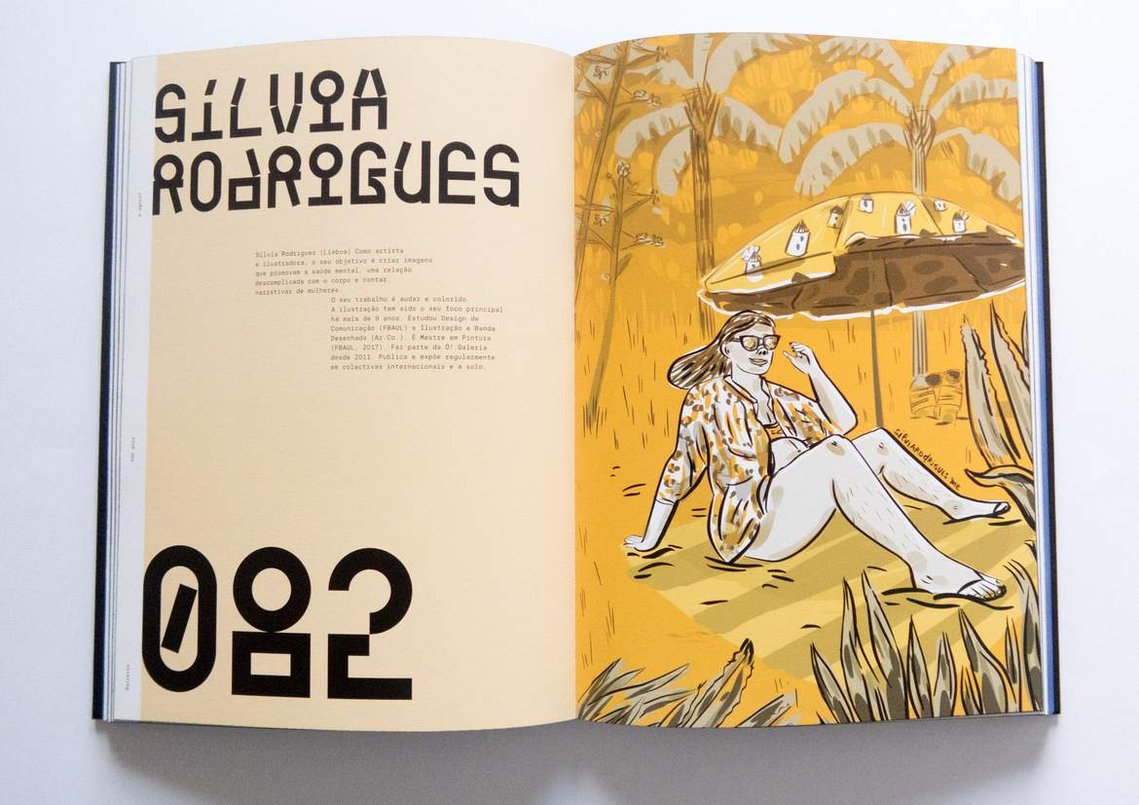 SíLVIA
ROdRIGUES
Sílvia Rodrigues (Lisboa) Como artista
e ilustradora, o seu objetivo é criar imagens
que promovam a saúde mental, uma relação
descomplicada com o corpo e contar
narrativas de mulheres.
O seu trabalho é audaz e colorido
A ilustração tem sido o seu foco principal
há mais de 9 anos. Estudou Design de
Comunicação (FBAUL) e Ilustração e Banda
Desenhada (Ar.Co.). É Mestre em Pintura
(FBAUL, 2017). Faz parte da Ó! Galeria
desde 2011. Publica e expõe regularmente
em colectivas internacionais e a solo.
082
SILVIARODRIGUES.ME